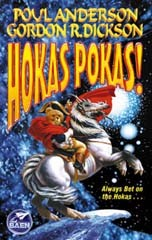 POUL ANDERSON
GORDON R. DICKSON
HOKAS POKAS!
Always Bet on
the Hokas . . .
BAEN